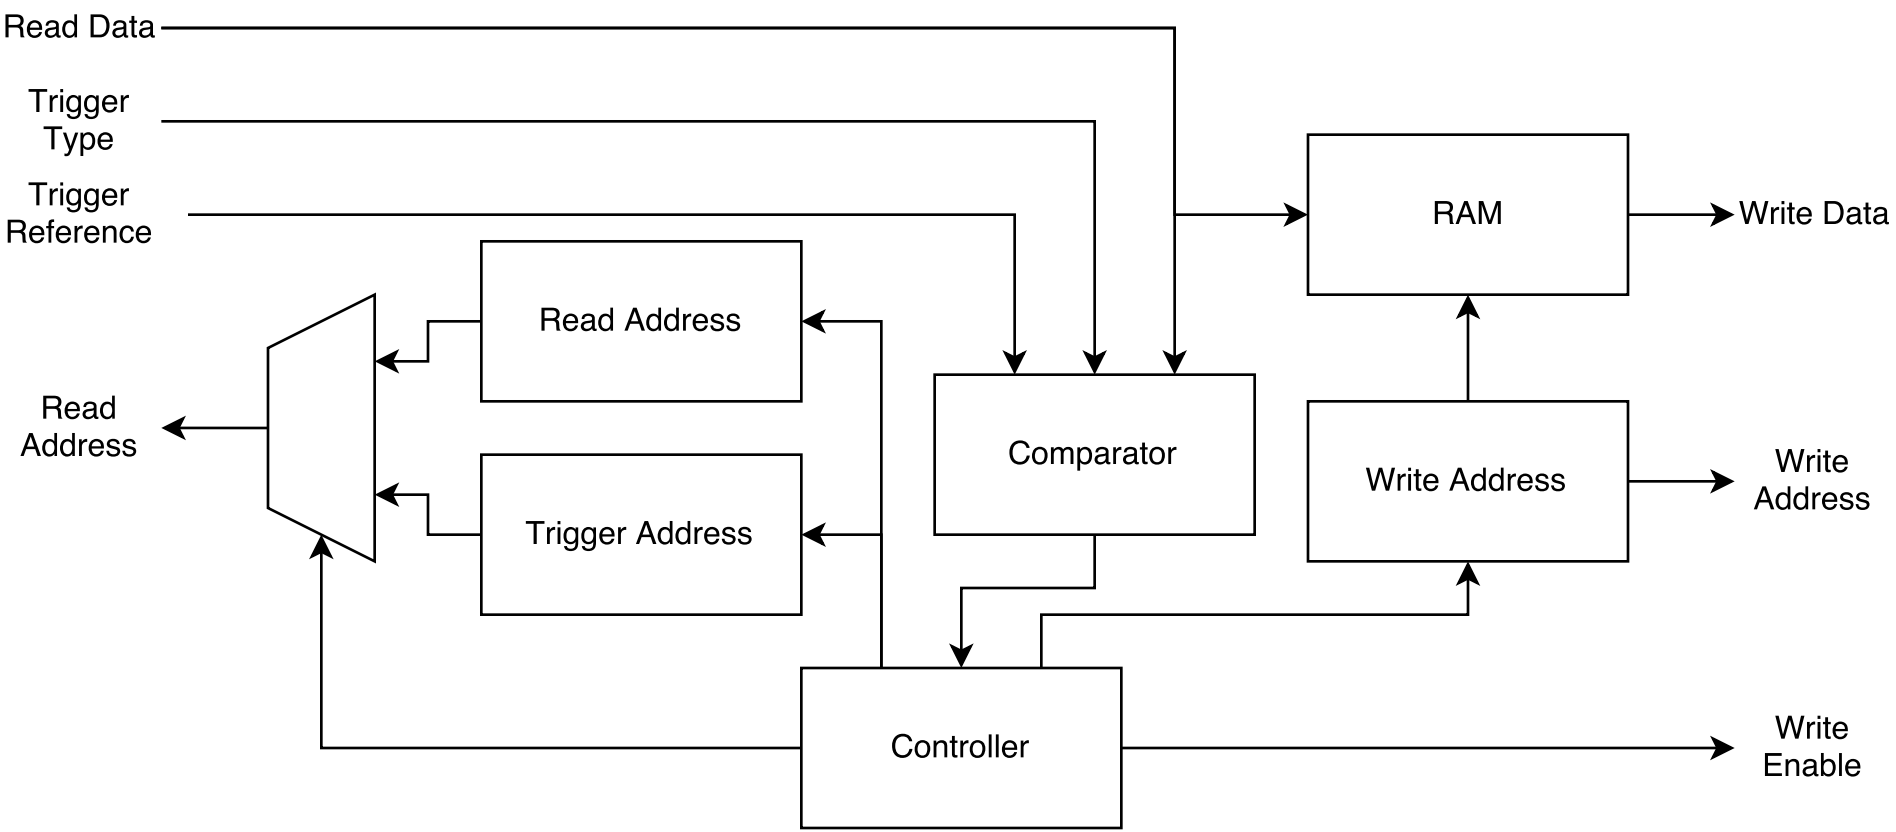 Read Data
Trigger
Type
Trigger
Reference
RAM
Write Data
Read Address
Read
Address
Comparator
Write Address
Write
Address
Trigger Address
Controller
Write
Enable